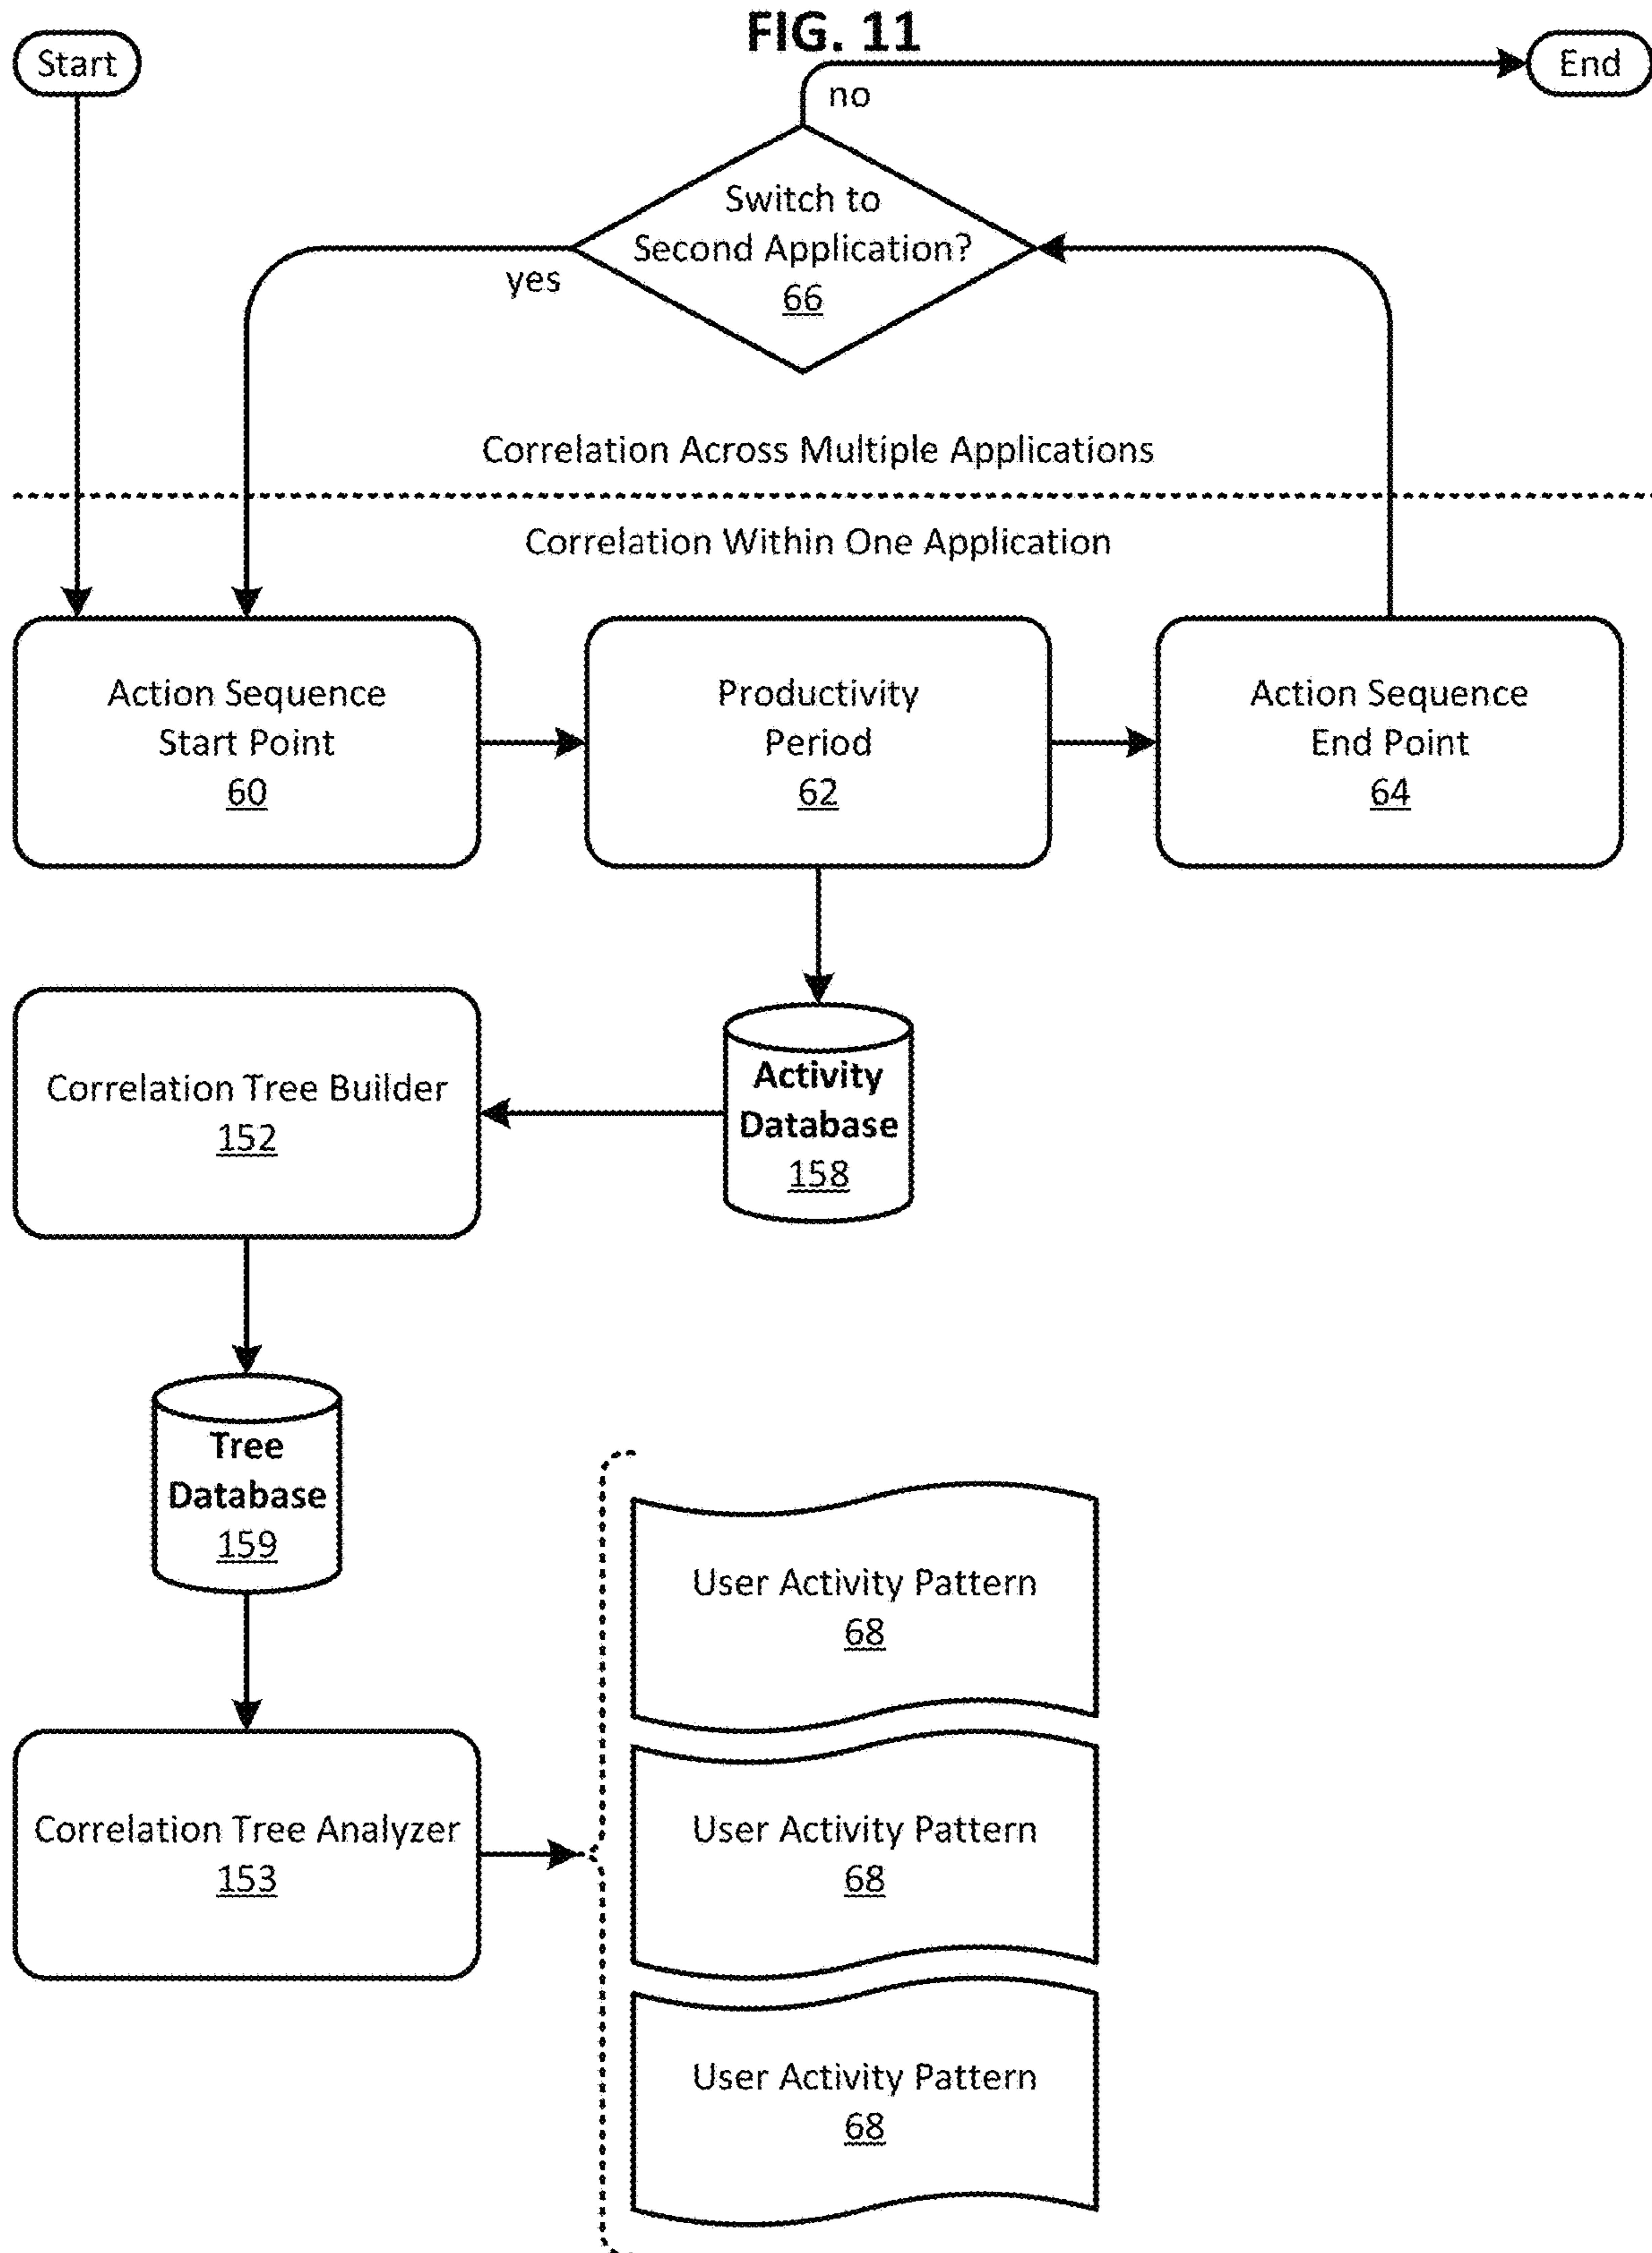 FIG. 11
Start
End
no
Switch to
Second Application?
66
yes
Correlation Across Multiple Applications
Correlation Within One Application
Action Sequence
Start Point
60
Productivity
Period
62
Action Sequence
End Point
64
Correlation Tree Builder
152
Activity
Database
158
Tree
Database
159
User Activity Pattern
68
Correlation Tree Analyzer
153
User Activity Pattern
68
User Activity Pattern
68